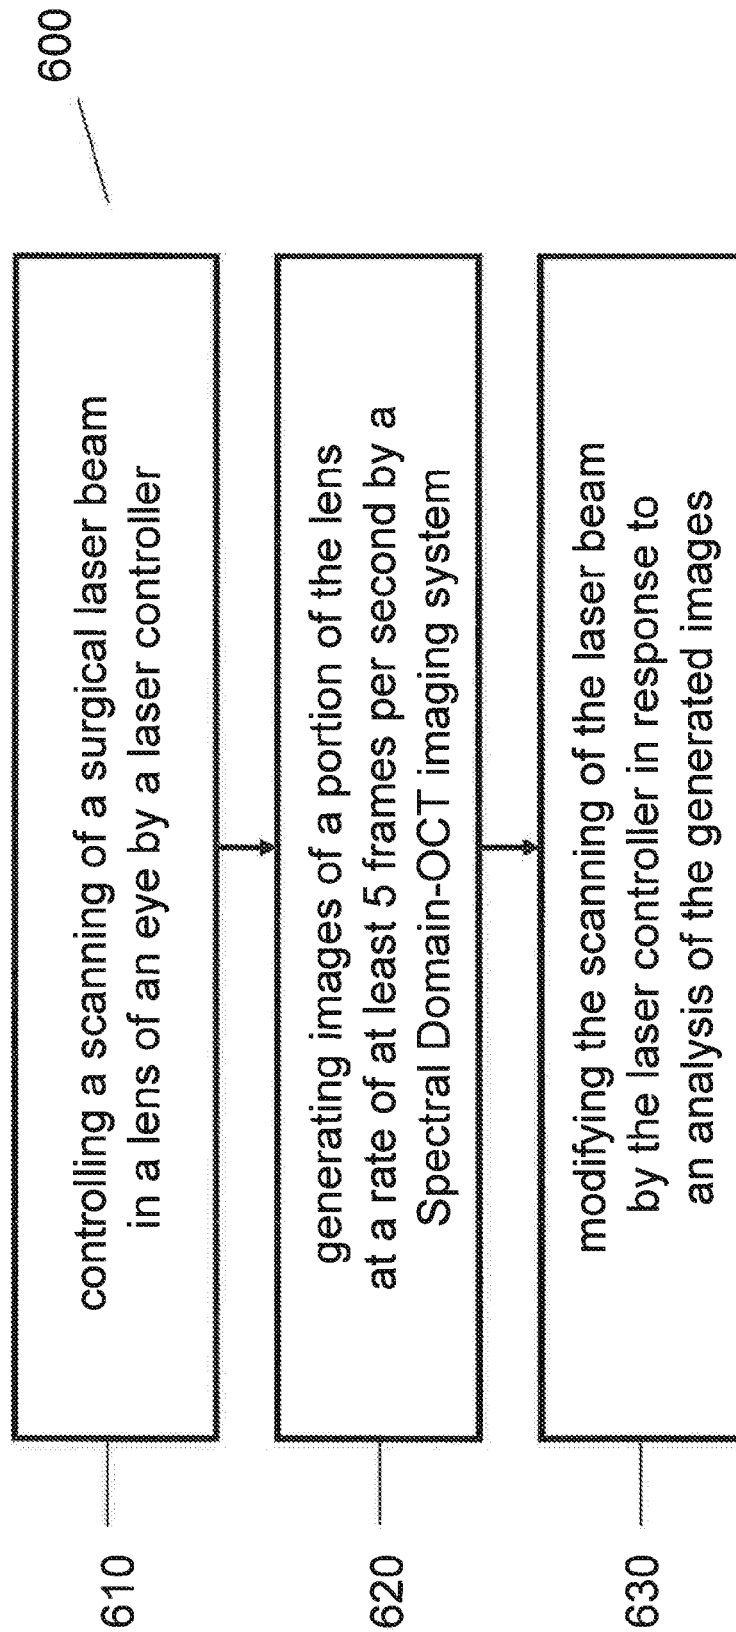 600
610
controlling a scanning of a surgical laser beam
in a lens of an eye by a laser controller
620
generating images of a portion of the lens
at a rate of at least 5 frames per second by a
Spectral Domain-OCT imaging system
630
modifying the scanning of the laser beam
by the laser controller in response to
an analysis of the generated images